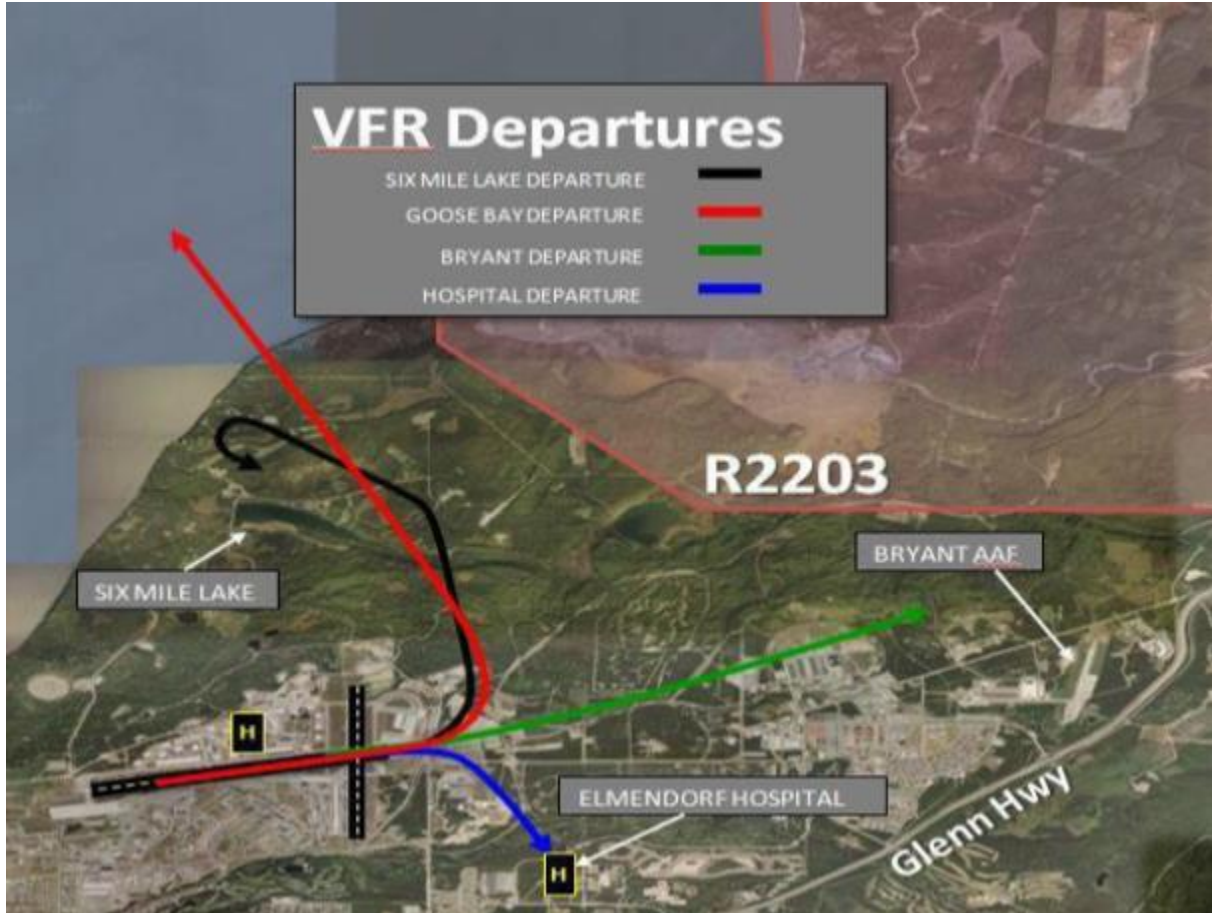 VFR Departures
SIX MILE LAKE DEPARTURE
GOOSE BAY DEPARTURE
BRYANT DEPARTURE
HOSPITAL DEPARTURE
R2203
BRYANT AAF
SIX MILE LAKE
H
ELMENDORF HOSPITAL
Glenn Hwy
H